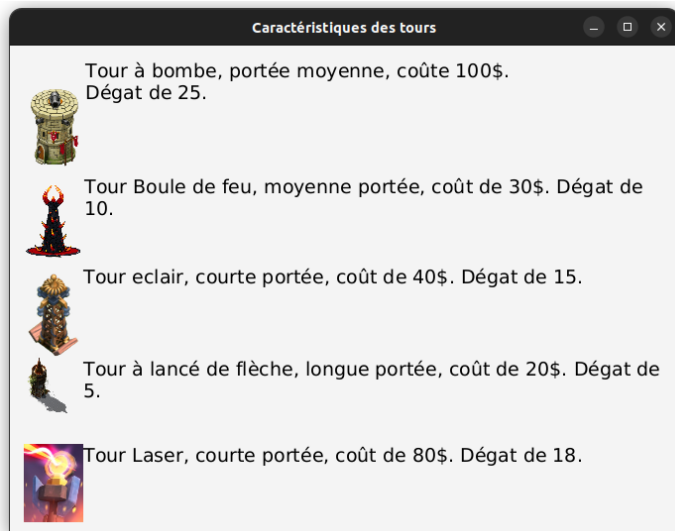 Caractéristiques des tours
Tour à bombe, portée moyenne, coûte 100$.
Dégat de 25.
Tour Boule de feu, moyenne portée, coût de 30$. Dégat de
10.
Tour eclair, courte portée, coût de 40$. Dégat de 15.
Tour à lancé de flèche, longue portée, coût de 20$. Dégat de
5.
Tour Laser, courte portée, coût de 80$. Dégat de 18.